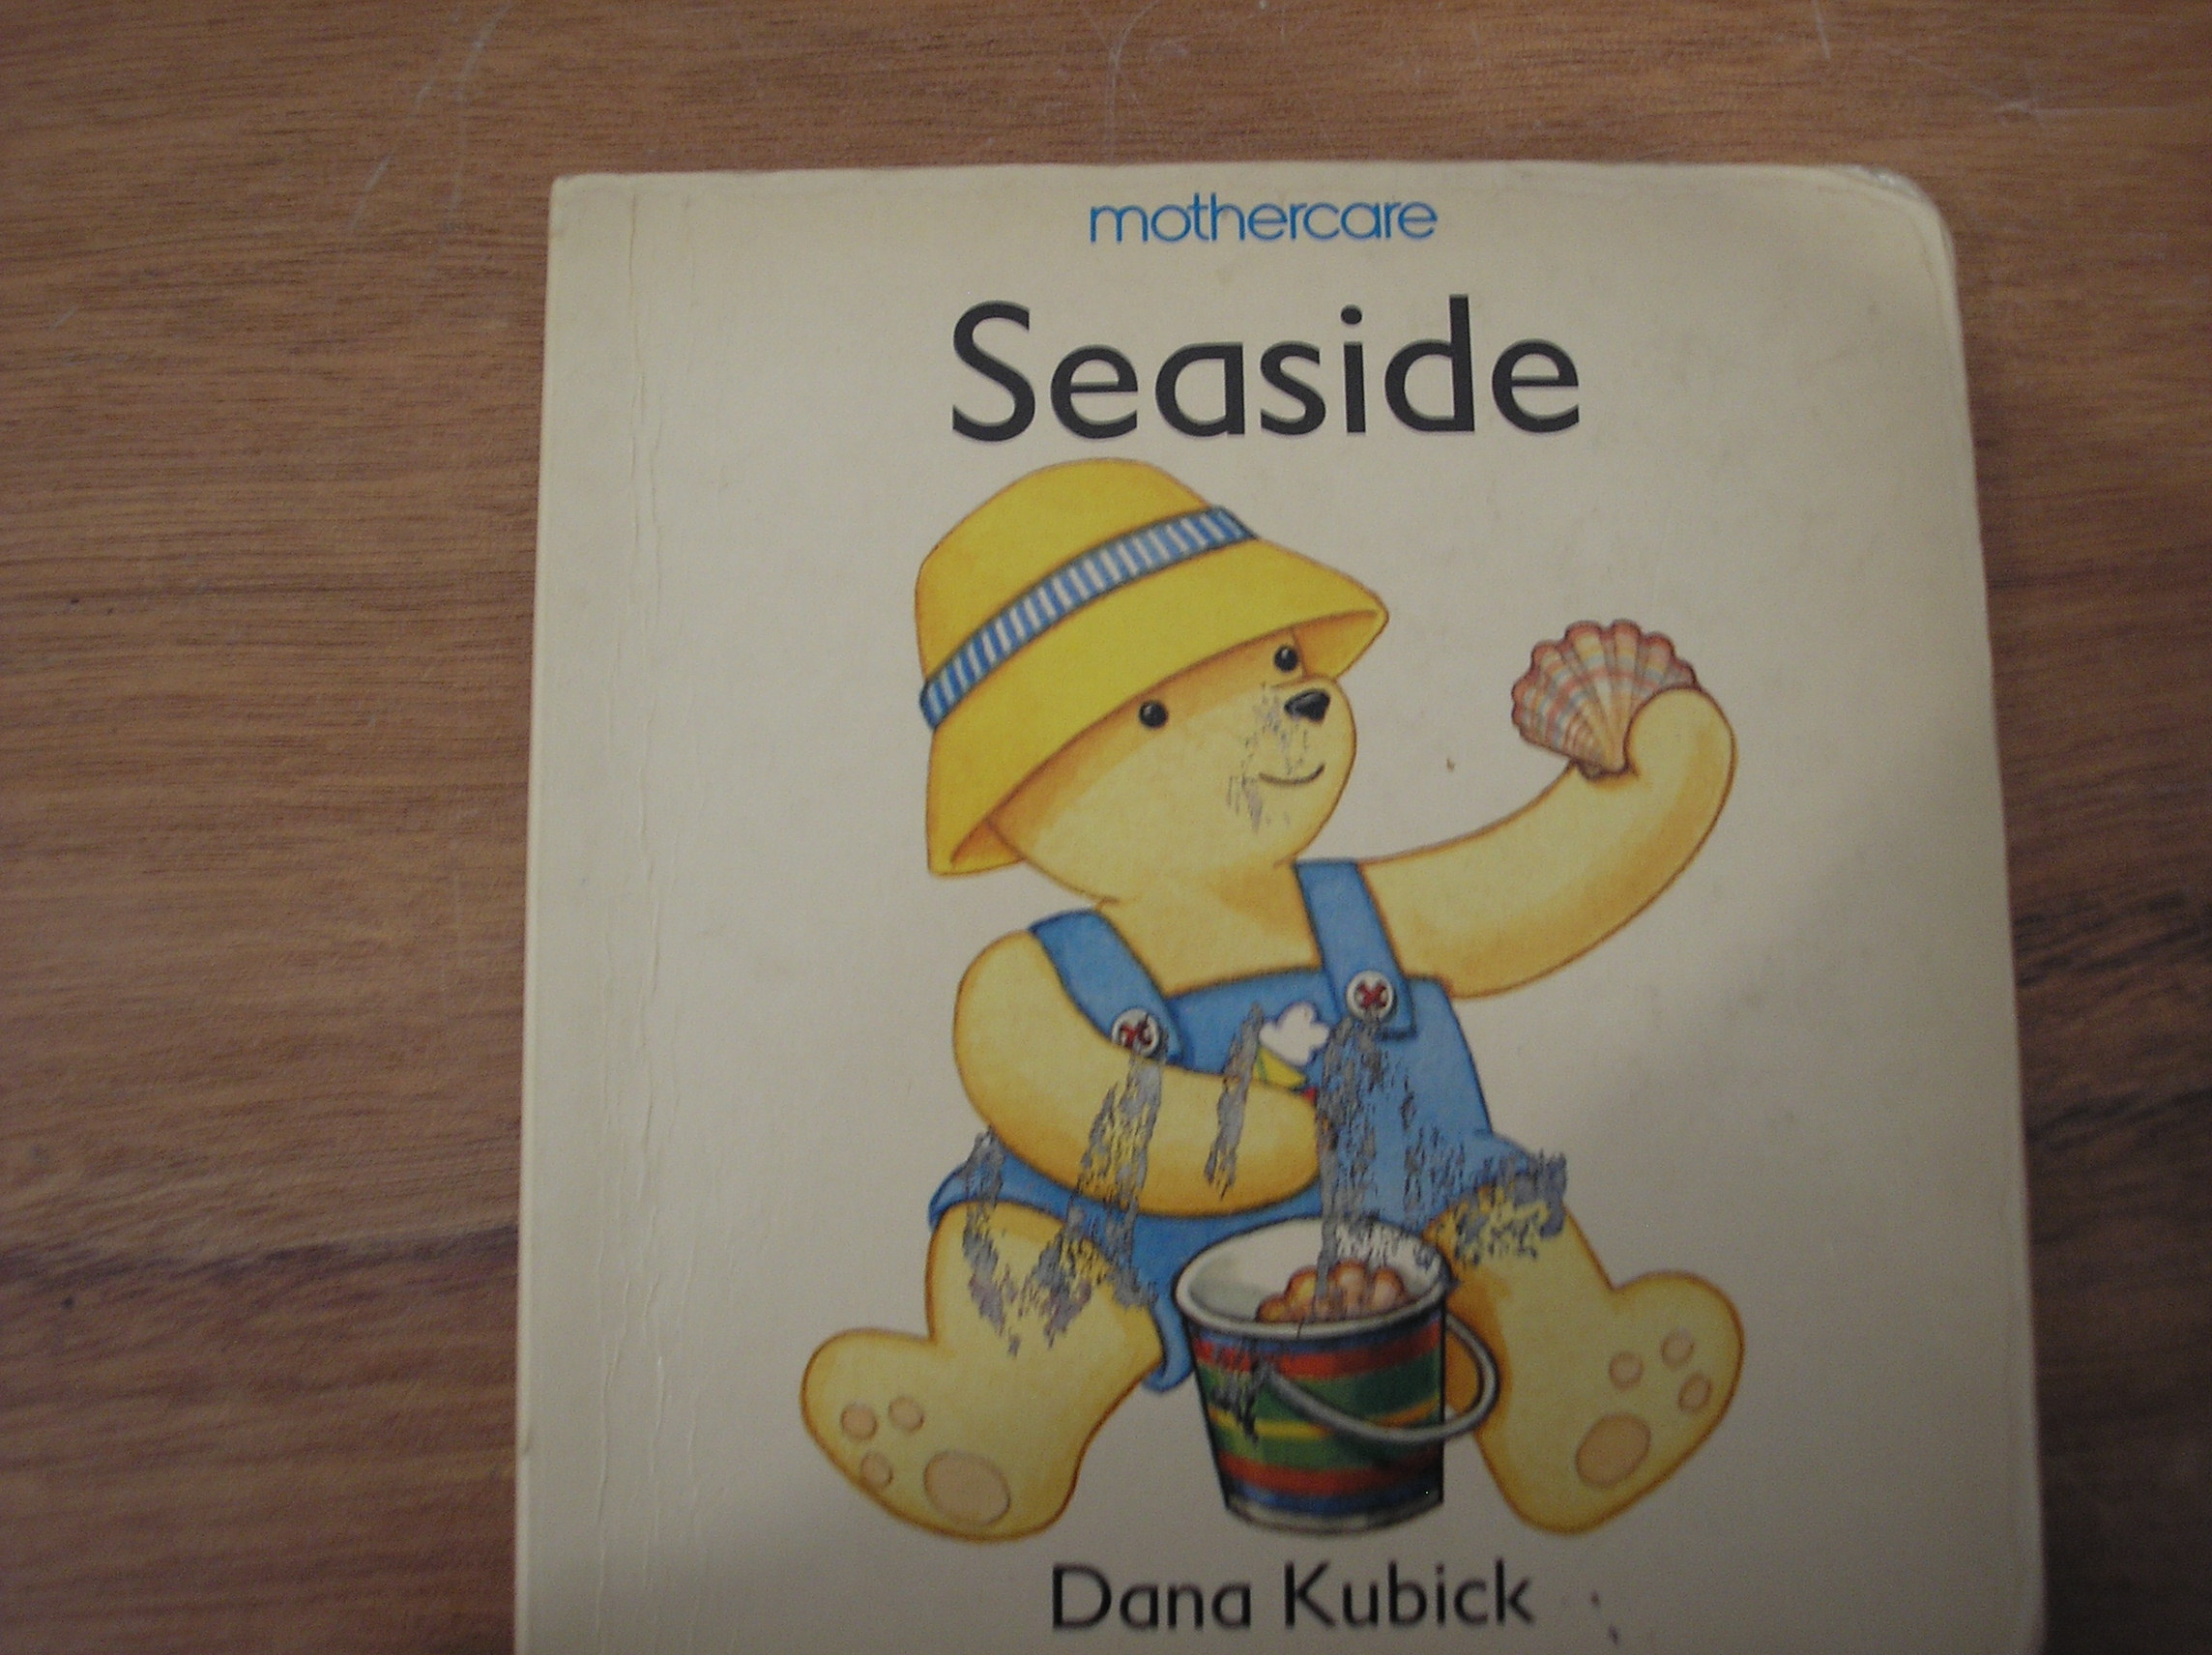 mothercare
Seaside
Dana Kubick